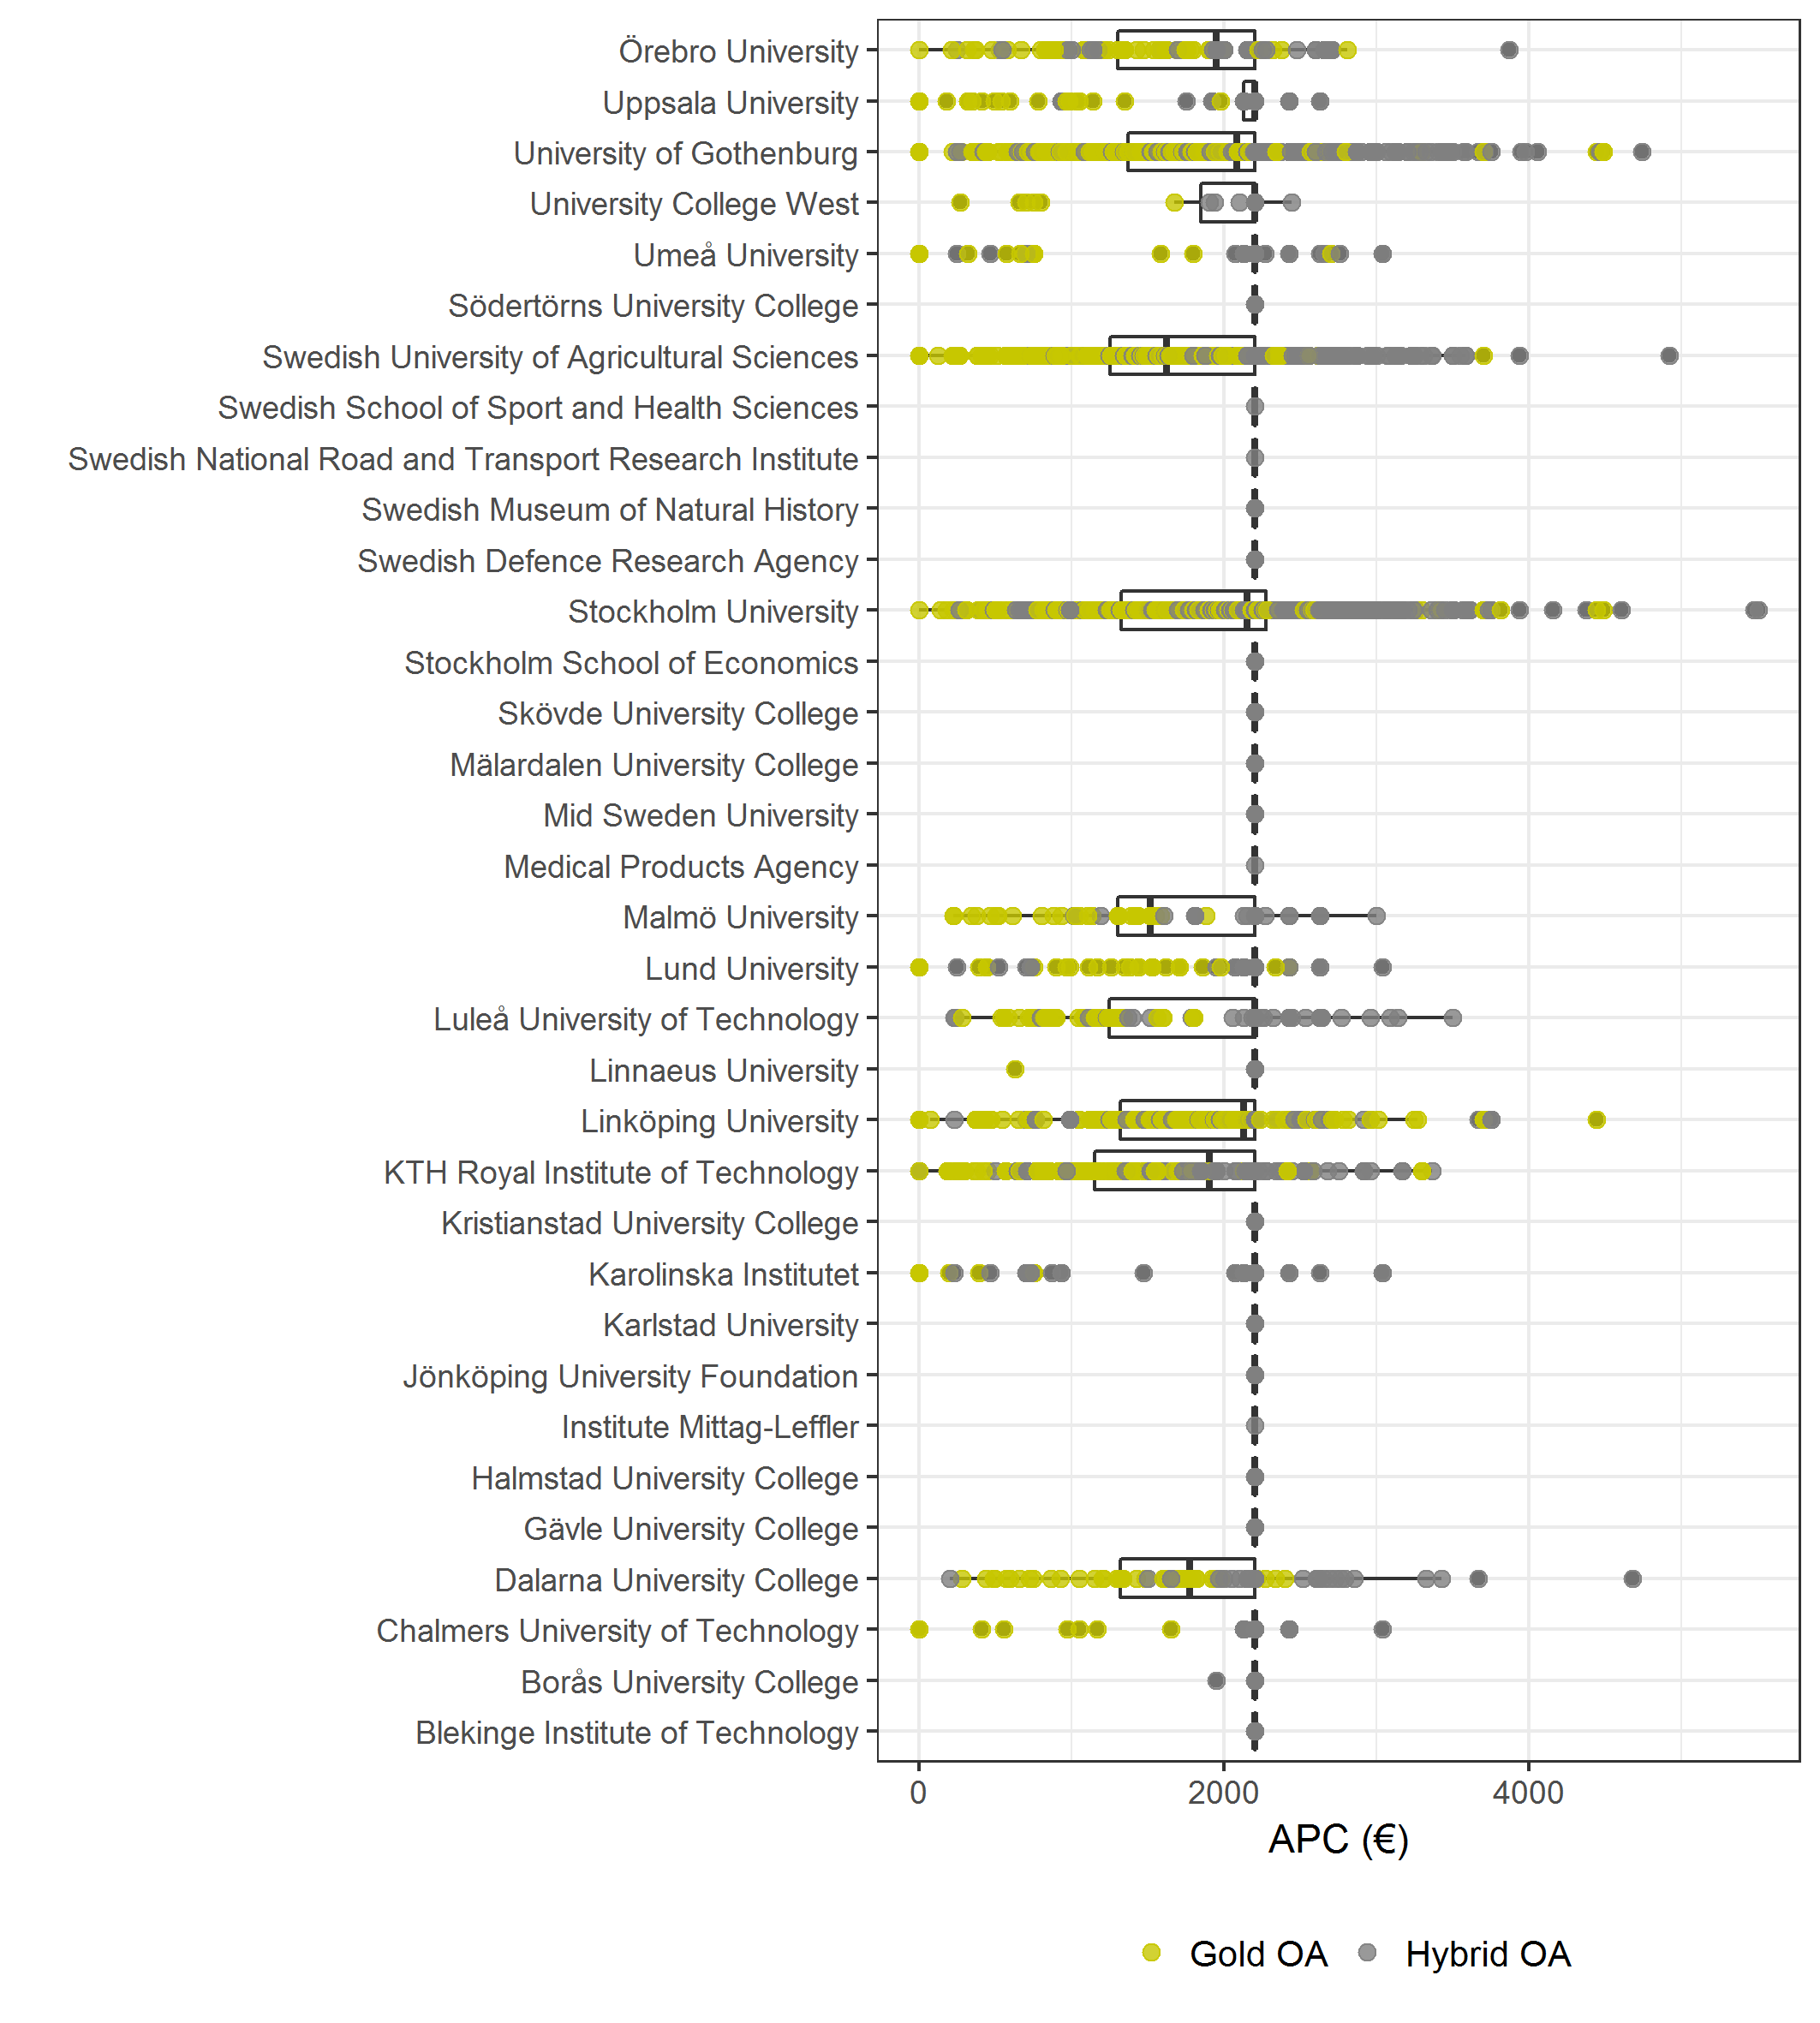 Örebro University
Uppsala University
University of Gothenburg
University College West
Umeå University
Södertörns University College
Swedish University of Agricultural Sciences
Swedish School of Sport and Health Sciences
Swedish National Road and Transport Research Institute
Swedish Museum of Natural History
Swedish Defence Research Agency
Stockholm University
Stockholm School of Economics
Skövde University College
Mälardalen University College
Mid Sweden University
Medical Products Agency
Malmö University
Lund University
Luleå University of Technology
Linnaeus University
Linköping University
KTH Royal Institute of Technology
Kristianstad University College
Karolinska Institutet
Karlstad University
Jönköping University Foundation
Institute Mittag-Leffler
Halmstad University College
Gävle University College
Dalarna University College
Chalmers University of Technology
Borås University College
Blekinge Institute of Technology
0 2000 4000
APC (€)
Gold OA Hybrid OA